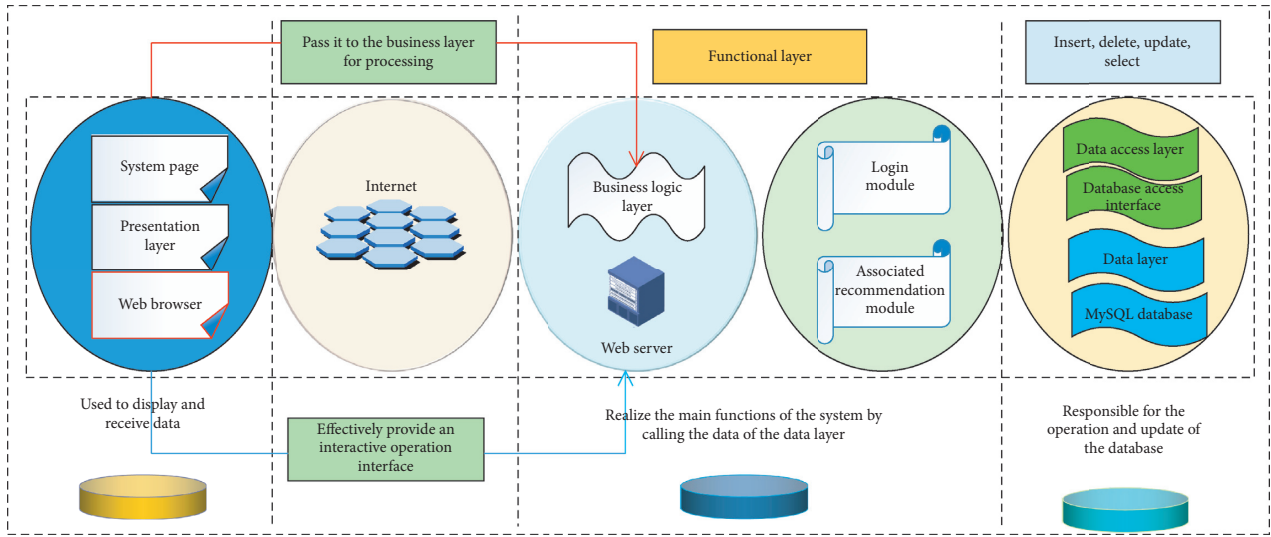 Pass it to the business layer
for processing
Functional layer
Insert, delete, update,
select
System page
Presentation
layer
Web browser
Internet
Business logic
layer
Web server
Login
module
Associated
recommendation
module
Data access layer
Database access
interface
Data layer
MySQL database
Used to display and
receive data
Effectively provide an
interactive operation
interface
Realize the main functions of the system by
calling the data of the data layer
Responsible for the
operation and update of
the database